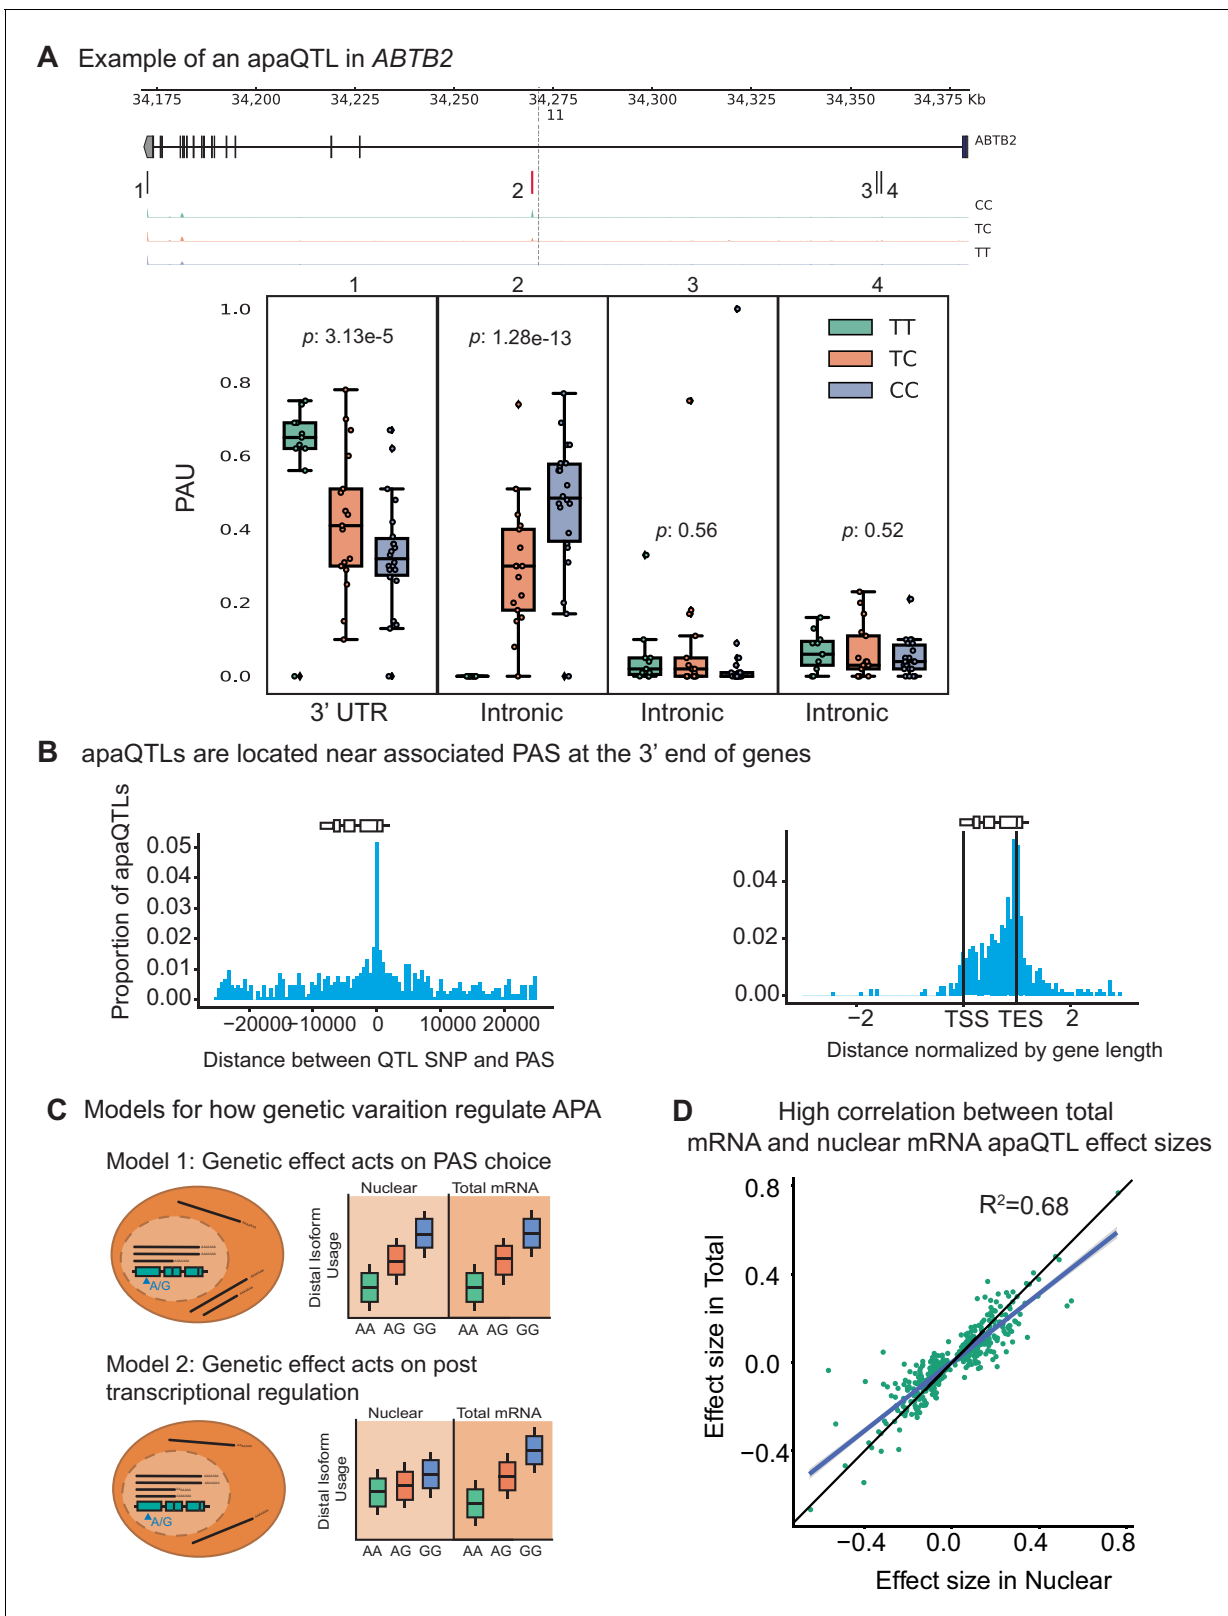 A Example of an apaQTL in ABTB2
34,175 34,200 34,225 34,250 34,275 34,300 34,325 34,350 34,375 Kb
11
ABTB2
1 2 3 4
CC
TC
TT
1 2 3 4
1.0
0.8
0.6
0.4
0.2
0.0
PAU
p: 3.13e-5
p: 1.28e-13
p: 0.56
p: 0.52
TT
TC
CC
3' UTR Intronic Intronic Intronic
B apaQTLs are located near associated PAS at the 3' end of genes
Proportion of apaQTLs
0.05
0.04
0.03
0.02
0.01
0.00
−20000 −10000 0 10000 20000
Distance between QTL SNP and PAS
0.04
0.02
0.00
−2 TSS TES 2
Distance normalized by gene length
C Models for how genetic varaition regulate APA
Model 1: Genetic effect acts on PAS choice
A/G
Distal Isoform
Usage
Nuclear Total mRNA
AA AG GG AA AG GG
Model 2: Genetic effect acts on post
transcriptional regulation
A/G
Distal Isoform
Usage
Nuclear Total mRNA
AA AG GG AA AG GG
D High correlation between total
mRNA and nuclear mRNA apaQTL effect sizes
R²=0.68
Effect size in Total
0.8
0.4
0.0
−0.4
−0.4 0.0 0.4 0.8
Effect size in Nuclear